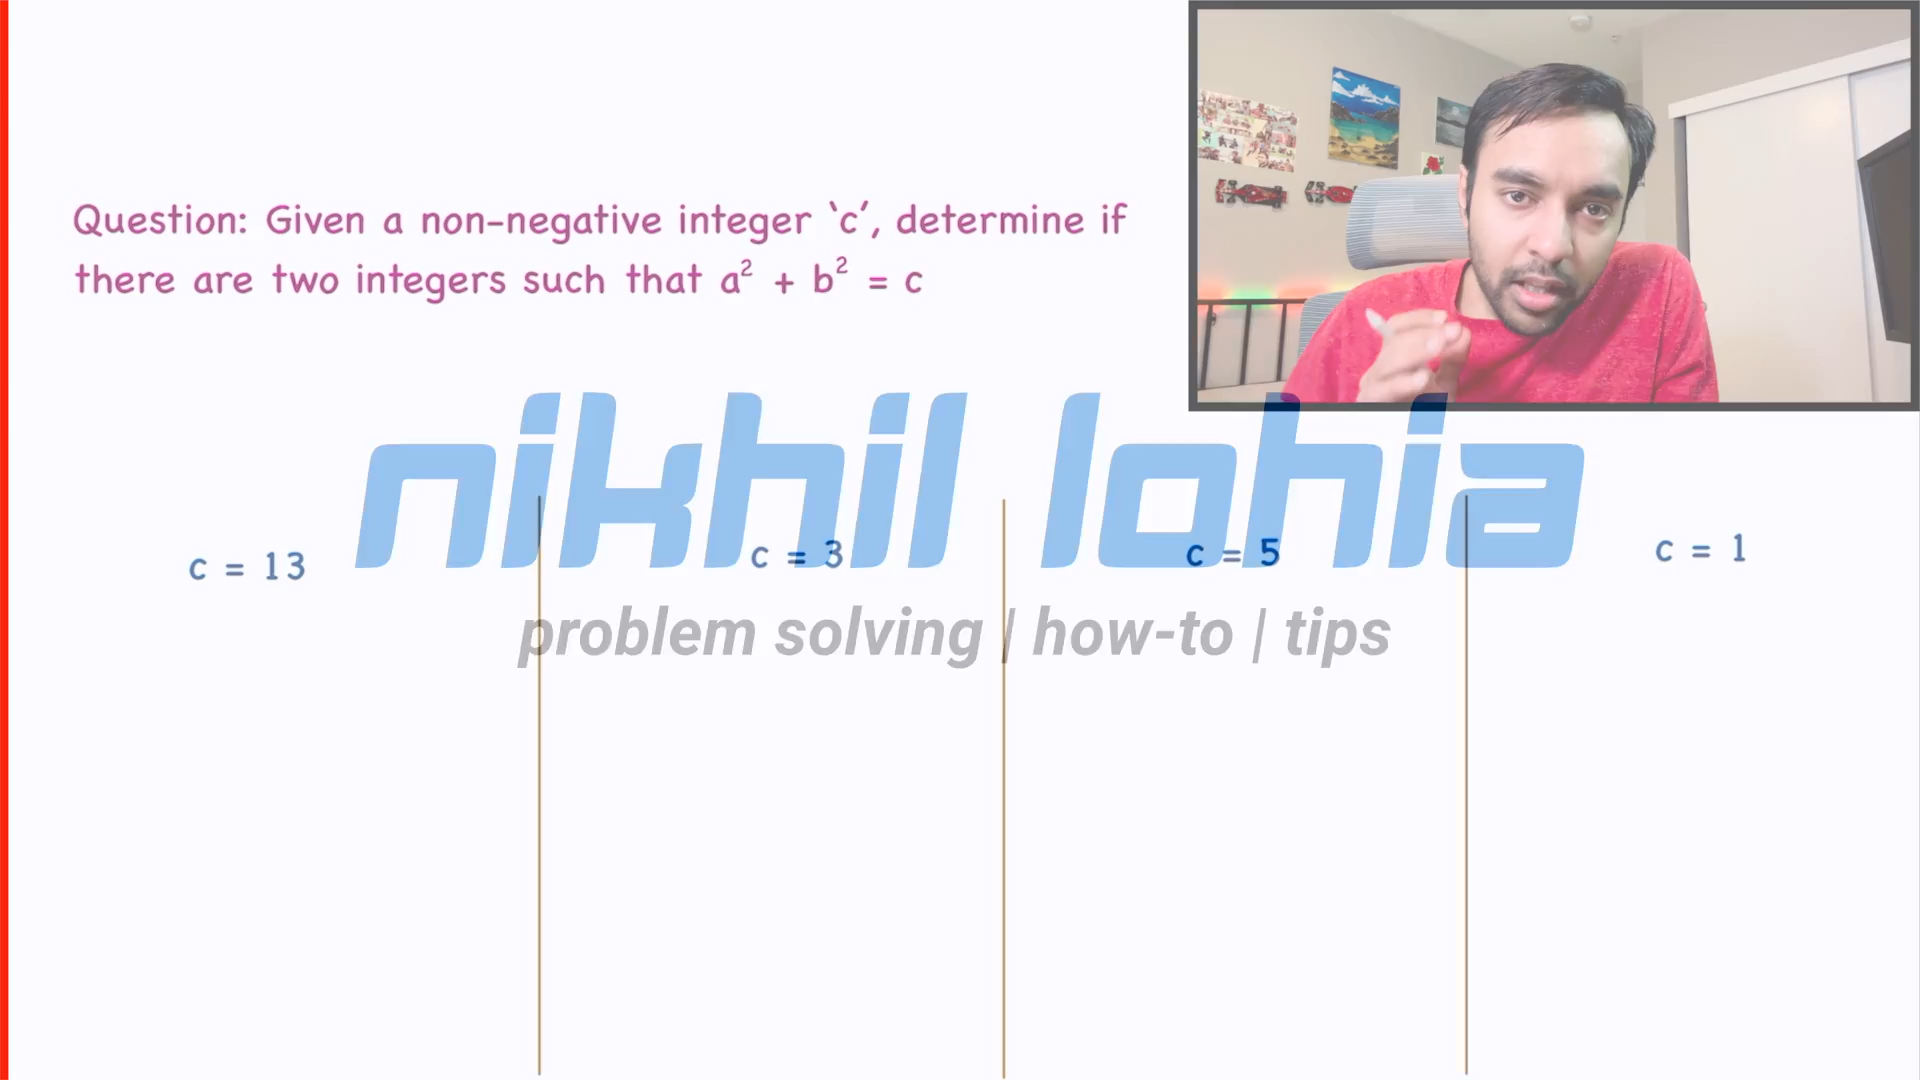 Question: Given a non-negative integer ‘c’, determine if
there are two integers such that a² + b² = c
nikhil lohia
c = 13
c = 3
c = 5
c = 1
problem solving | how-to | tips